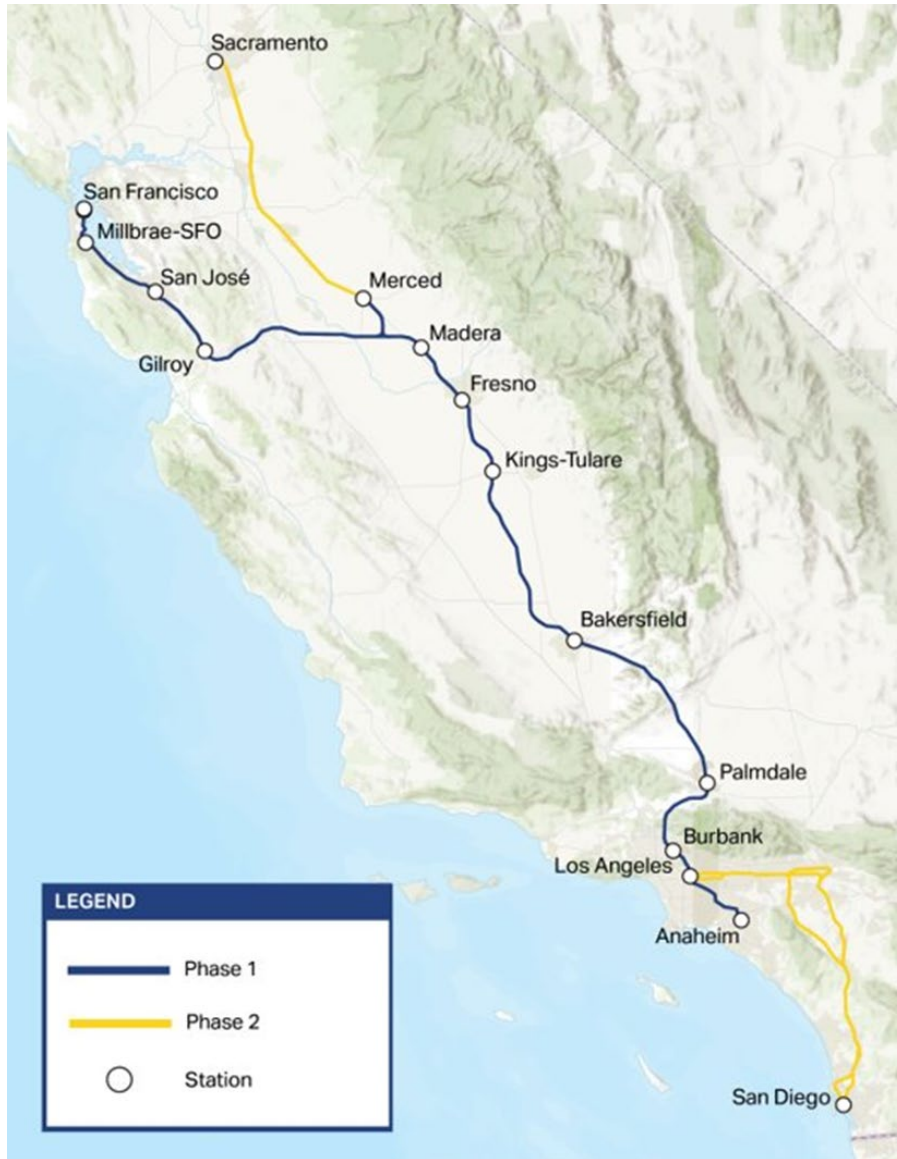 Sacramento
San Francisco
Millbrae-SFO
San José
Merced
Madera
Gilroy
Fresno
Kings-Tulare
Bakersfield
Palmdale
Burbank
Los Angeles
Anaheim
San Diego
LEGEND
Phase 1
Phase 2
Station